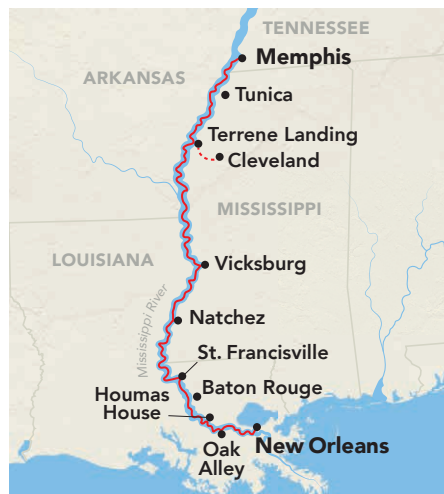 TENNESSEE
Memphis
ARKANSAS
Tunica
Terrene Landing
Cleveland
MISSISSIPPI
LOUISIANA
Vicksburg
Mississippi River
Natchez
St. Francisville
Baton Rouge
Houmas
House
New Orleans
Oak
Alley